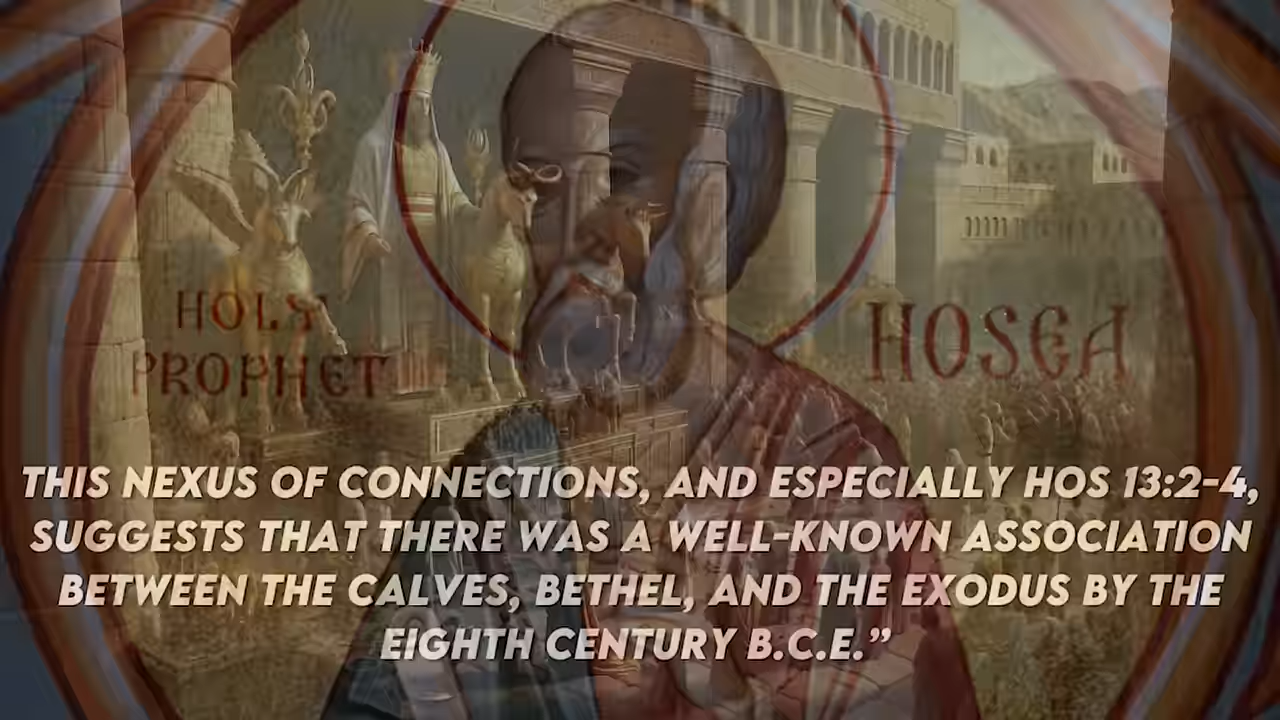 HOLY
PROPHET
HOSEA
THIS NEXUS OF CONNECTIONS, AND ESPECIALLY HOS 13:2-4,
SUGGESTS THAT THERE WAS A WELL-KNOWN ASSOCIATION
BETWEEN THE CALVES, BETHEL, AND THE EXODUS BY THE
EIGHTH CENTURY B.C.E.”